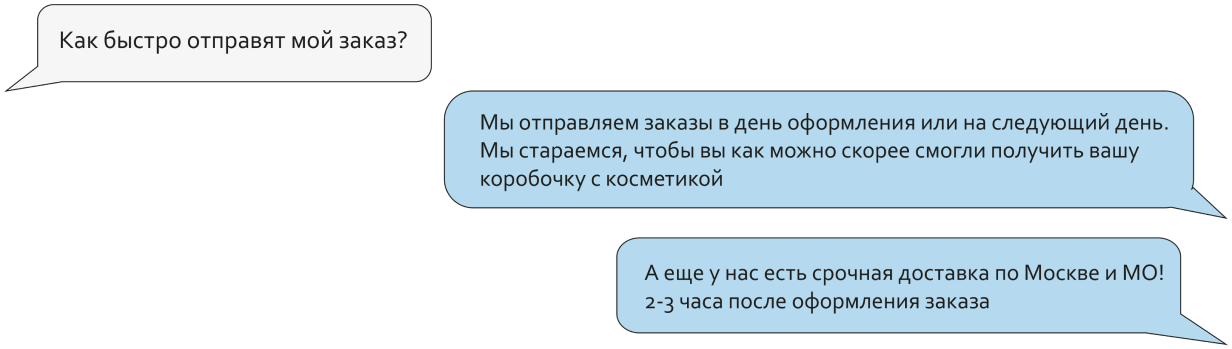 Как быстро отправят мой заказ?
Мы отправляем заказы в день оформления или на следующий день.
Мы стараемся, чтобы вы как можно скорее смогли получить вашу
коробочку с косметикой
А еще у нас есть срочная доставка по Москве и МО!
2-3 часа после оформления заказа